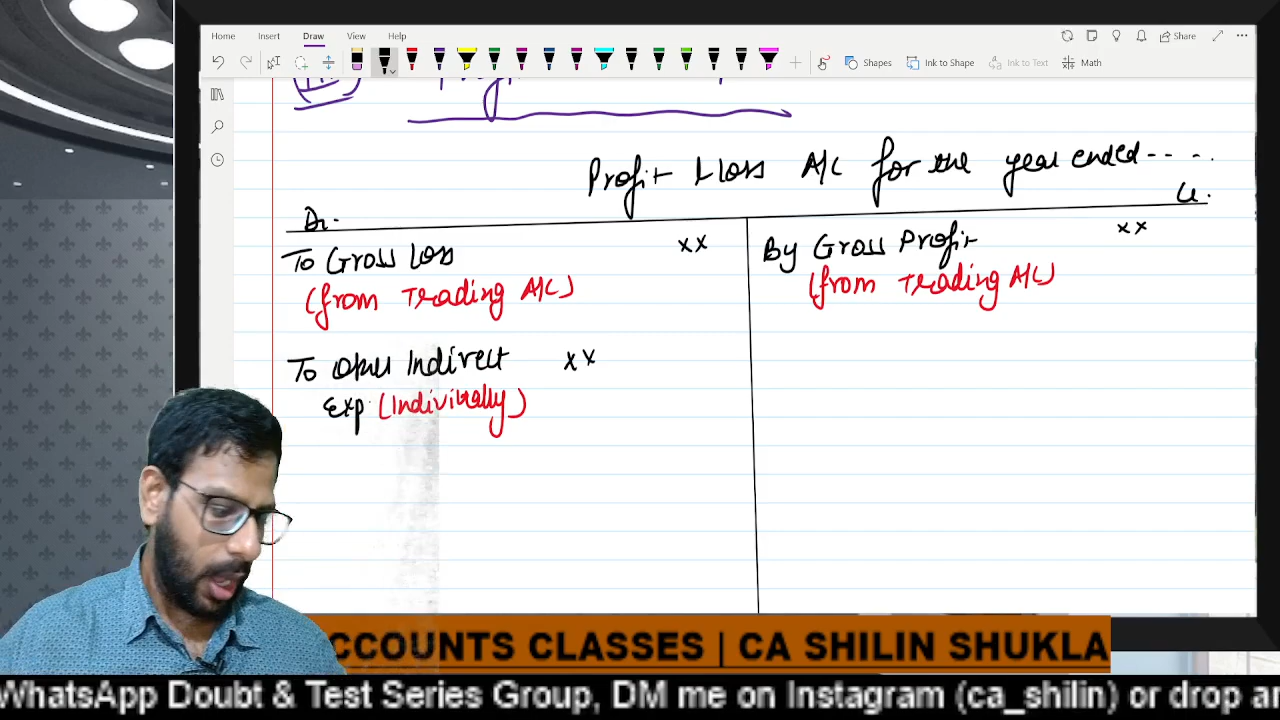 Home Insert Draw View Help
Share
Shapes Ink to Shape Ink to Text Math
Profit & Loss A/c for the year ended-- -.
Dr. Cr.
To Gross Loss xx By Gross Profit xx
(from Trading A/c) (from Trading A/c)
To Other Indirect xx
Exp. (Indivirally)
CCOUNTS CLASSES | CA SHILIN SHUKLA
WhatsApp Doubt & Test Series Group, DM me on Instagram (ca_shilin) or drop an